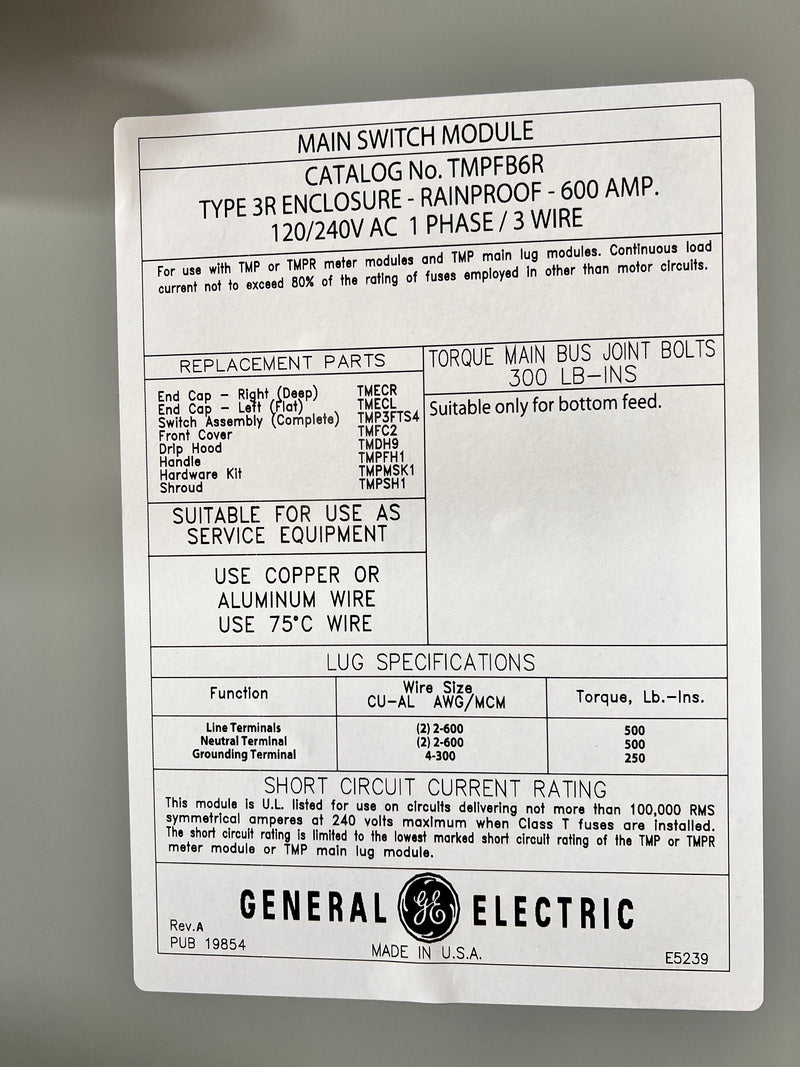 MAIN SWITCH MODULE
CATALOG No. TMPFB6R
TYPE 3R ENCLOSURE - RAINPROOF - 600 AMP.
120/240V AC 1 PHASE / 3 WIRE
For use with TMP or TMPR meter modules and TMP main lug modules. Continuous load
current not to exceed 80% of the rating of fuses employed in other than motor circuits.
REPLACEMENT PARTS
End Cap - Right (Deep) TMECR
End Cap - Left (Flat) TMECL
Switch Assembly (Complete) TMP3FTS4
Front Cover TMFC2
Drip Hood TMDH9
Handle TMPFH1
Hardware Kit TMPMSK1
Shroud TMPSH1
TORQUE MAIN BUS JOINT BOLTS
300 LB-INS
Suitable only for bottom feed.
SUITABLE FOR USE AS
SERVICE EQUIPMENT
USE COPPER OR
ALUMINUM WIRE
USE 75°C WIRE
LUG SPECIFICATIONS
Function
Wire Size
CU-AL AWG/MCM
Torque, Lb.-Ins.
Line Terminals (2) 2-600 500
Neutral Terminal (2) 2-600 500
Grounding Terminal 4-300 250
SHORT CIRCUIT CURRENT RATING
This module is U.L. listed for use on circuits delivering not more than 100,000 RMS
symmetrical amperes at 240 volts maximum when Class T fuses are installed.
The short circuit rating is limited to the lowest marked short circuit rating of the TMP or TMPR
meter module or TMP main lug module.
GENERAL GE ELECTRIC
Rev.A
PUB 19854
MADE IN U.S.A.
E5239